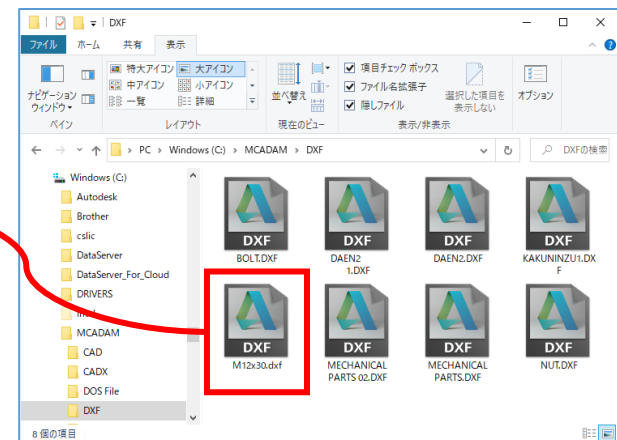 DXF
ファイル ホーム 共有 表示
ナビゲーション
ウィンドウ
ペイン
特大アイコン 大アイコン
中アイコン 小アイコン
一覧 詳細
レイアウト
並べ替え
現在のビュー
項目チェック ボックス
ファイル名拡張子
隠しファイル
選択した項目を
表示しない
表示/非表示
オプション
PC > Windows (C:) > MCADAM > DXF
DXFの検索
Windows (C:)
Autodesk
Brother
cslic
DataServer
DataServer_For_Cloud
DRIVERS
MCADAM
CAD
CADX
DOS File
DXF
DXF DXF DXF DXF
BOLT.DXF DAEN2 DAEN2.DXF KAKUNINZU1.DX
1.DXF F
DXF DXF DXF DXF
M12x30.dxf MECHANICAL MECHANICAL NUT.DXF
PARTS 02.DXF PARTS.DXF
8 個の項目